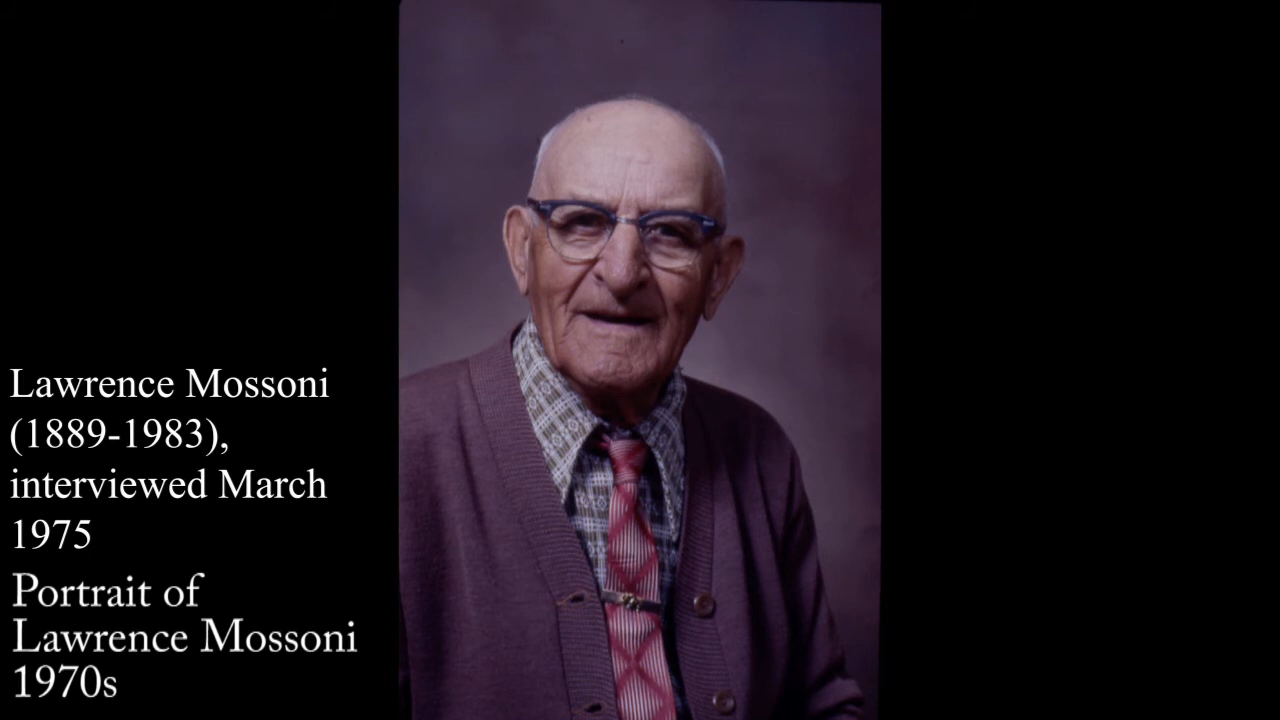 Lawrence Mossoni
(1889-1983),
interviewed March
1975
Portrait of
Lawrence Mossoni
1970s